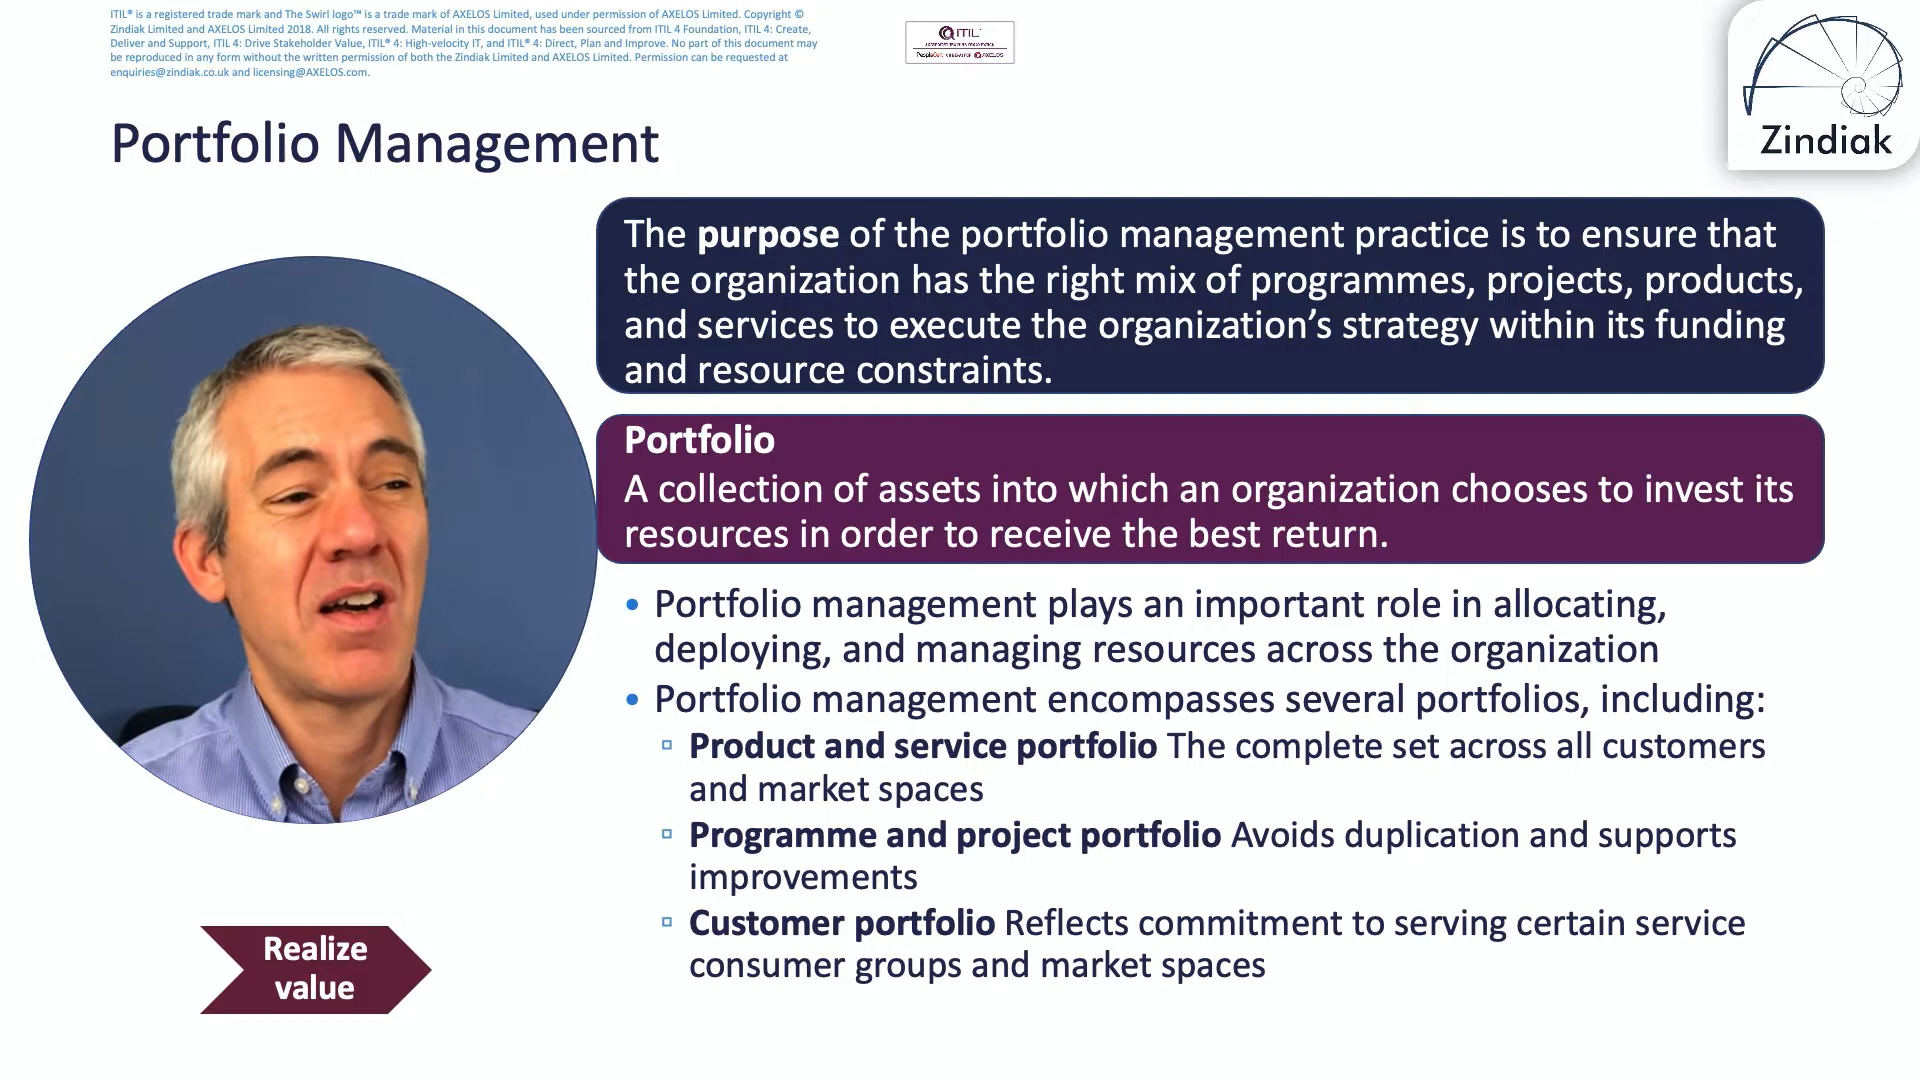 ITIL® is a registered trade mark and The Swirl logo™ is a trade mark of AXELOS Limited, used under permission of AXELOS Limited. Copyright ©
Zindiak Limited and AXELOS Limited 2018. All rights reserved. Material in this document has been sourced from ITIL 4 Foundation, ITIL 4: Create,
Deliver and Support, ITIL 4: Drive Stakeholder Value, ITIL® 4: High-velocity IT, and ITIL® 4: Direct, Plan and Improve. No part of this document may
be reproduced in any form without the written permission of both the Zindiak Limited and AXELOS Limited. Permission can be requested at
enquiries@zindiak.co.uk and licensing@AXELOS.com.
ITIL
PeopleCert AXELOS
Zindiak
Portfolio Management
The purpose of the portfolio management practice is to ensure that
the organization has the right mix of programmes, projects, products,
and services to execute the organization’s strategy within its funding
and resource constraints.
Portfolio
A collection of assets into which an organization chooses to invest its
resources in order to receive the best return.
• Portfolio management plays an important role in allocating,
deploying, and managing resources across the organization
• Portfolio management encompasses several portfolios, including:
▫ Product and service portfolio The complete set across all customers
and market spaces
▫ Programme and project portfolio Avoids duplication and supports
improvements
▫ Customer portfolio Reflects commitment to serving certain service
consumer groups and market spaces
Realize
value